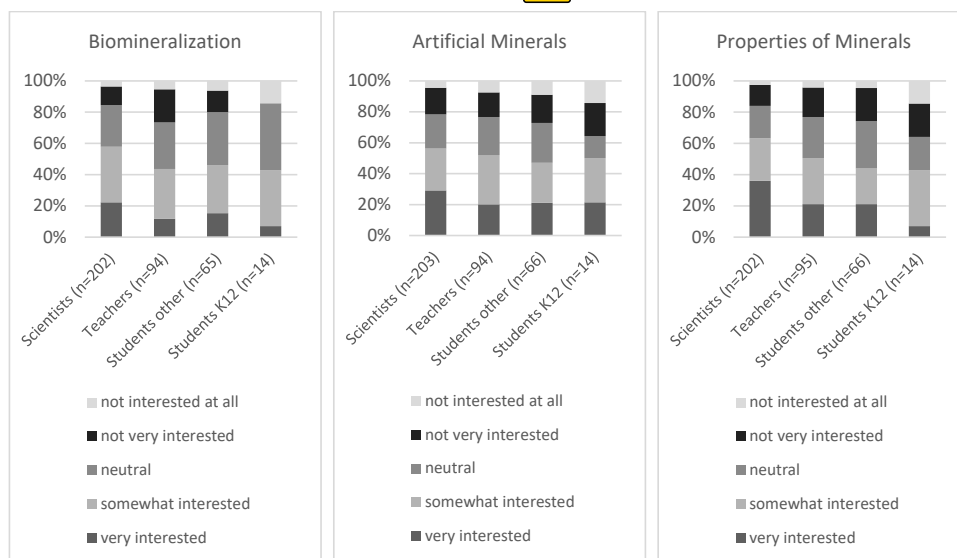 Biomineralization
100%
80%
60%
40%
20%
0%
Scientists (n=202)
Teachers (n=94)
Students other (n=65)
Students K12 (n=14)
not interested at all
not very interested
neutral
somewhat interested
very interested
Artificial Minerals
100%
80%
60%
40%
20%
0%
Scientists (n=203)
Teachers (n=94)
Students other (n=66)
Students K12 (n=14)
not interested at all
not very interested
neutral
somewhat interested
very interested
Properties of Minerals
100%
80%
60%
40%
20%
0%
Scientists (n=202)
Teachers (n=95)
Students other (n=66)
Students K12 (n=14)
not interested at all
not very interested
neutral
somewhat interested
very interested